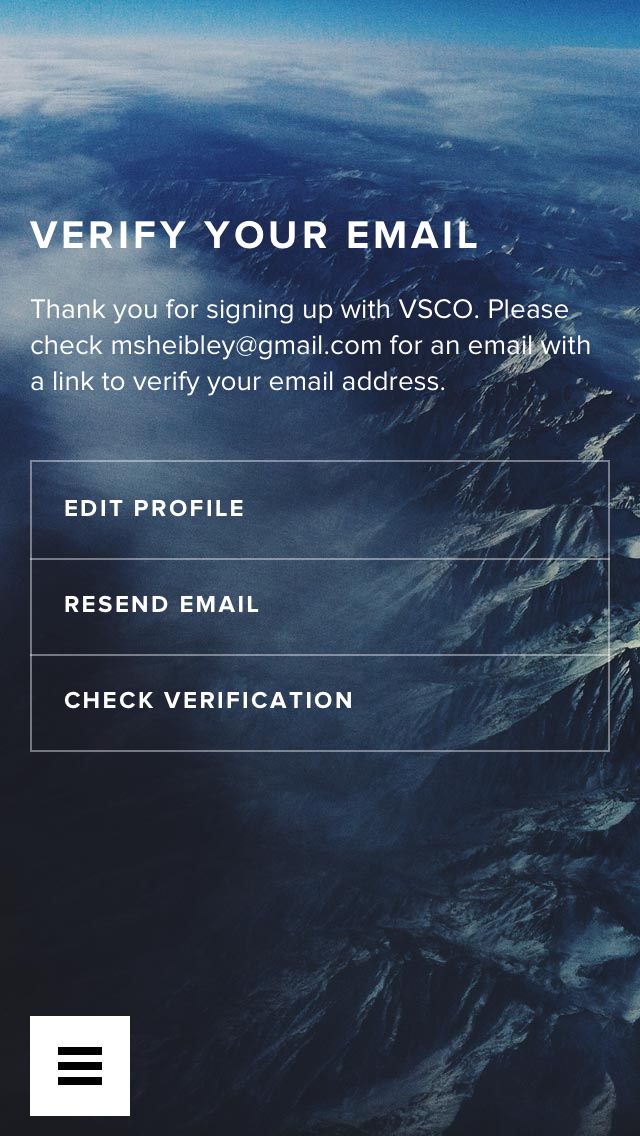 VERIFY YOUR EMAIL
Thank you for signing up with VSCO. Please
check msheibley@gmail.com for an email with
a link to verify your email address.
EDIT PROFILE
RESEND EMAIL
CHECK VERIFICATION